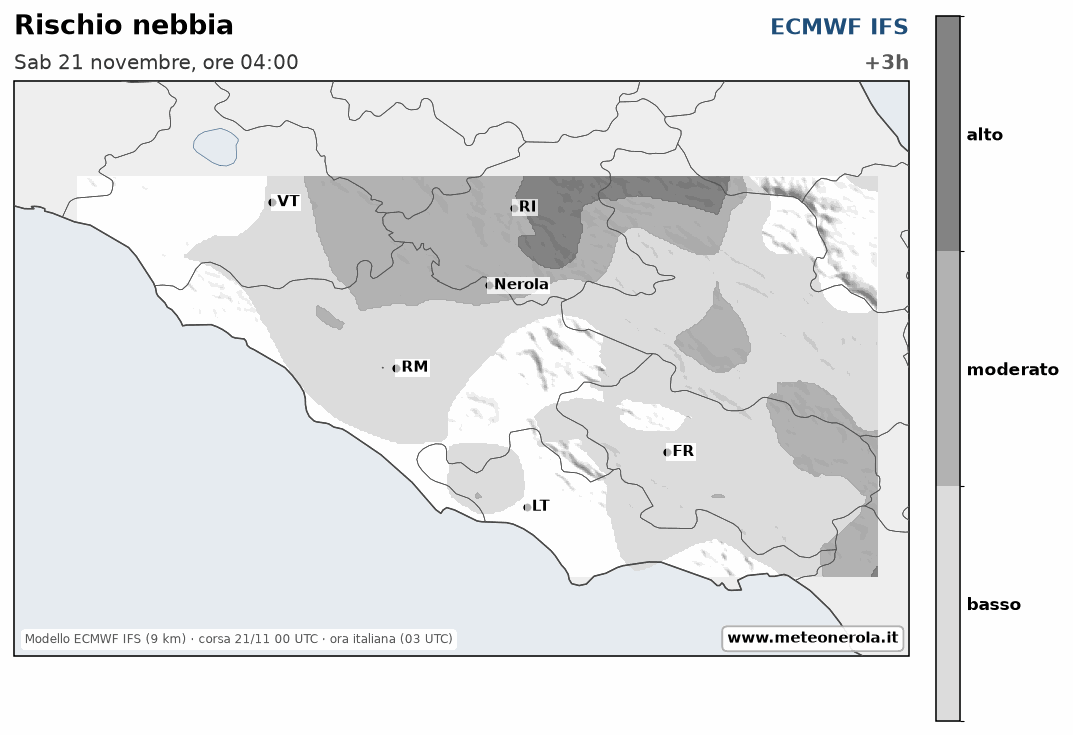 Rischio nebbia
ECMWF IFS
Sab 21 novembre, ore 04:00
+3h
alto
VT
RI
Nerola
RM
moderato
FR
LT
basso
Modello ECMWF IFS (9 km) · corsa 21/11 00 UTC · ora italiana (03 UTC)
www.meteonerola.it